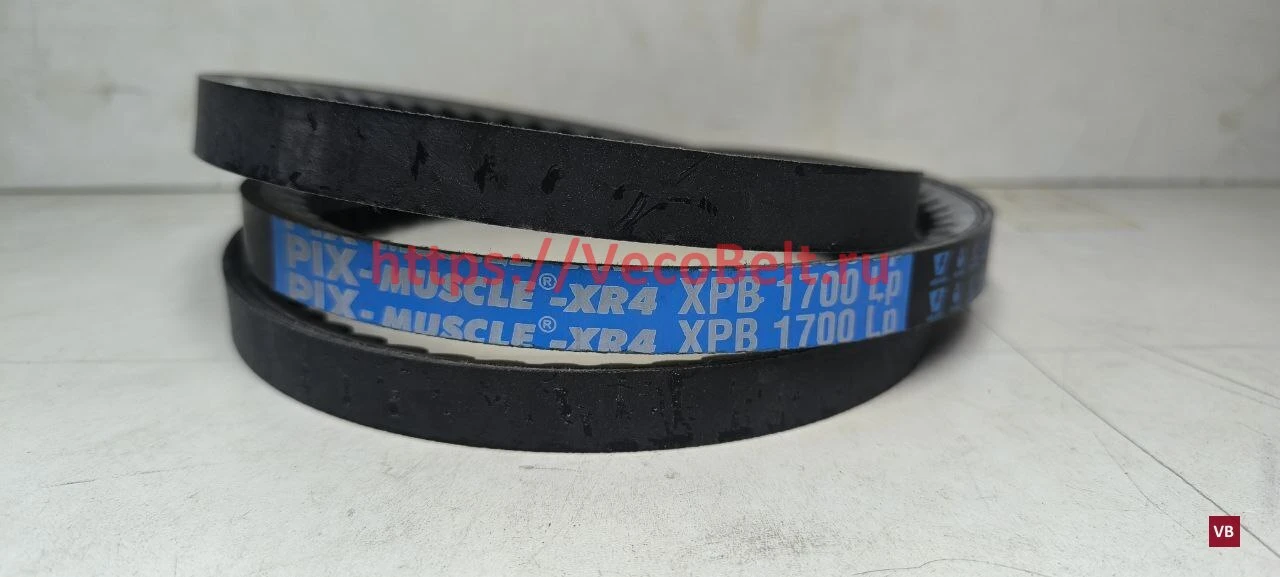 https://VecoBelt.ru
PIX-MUSCLE®-XR4 XPB 1700 Lp
PIX-MUSCLE®-XR4 XPB 1700 Lp
VB